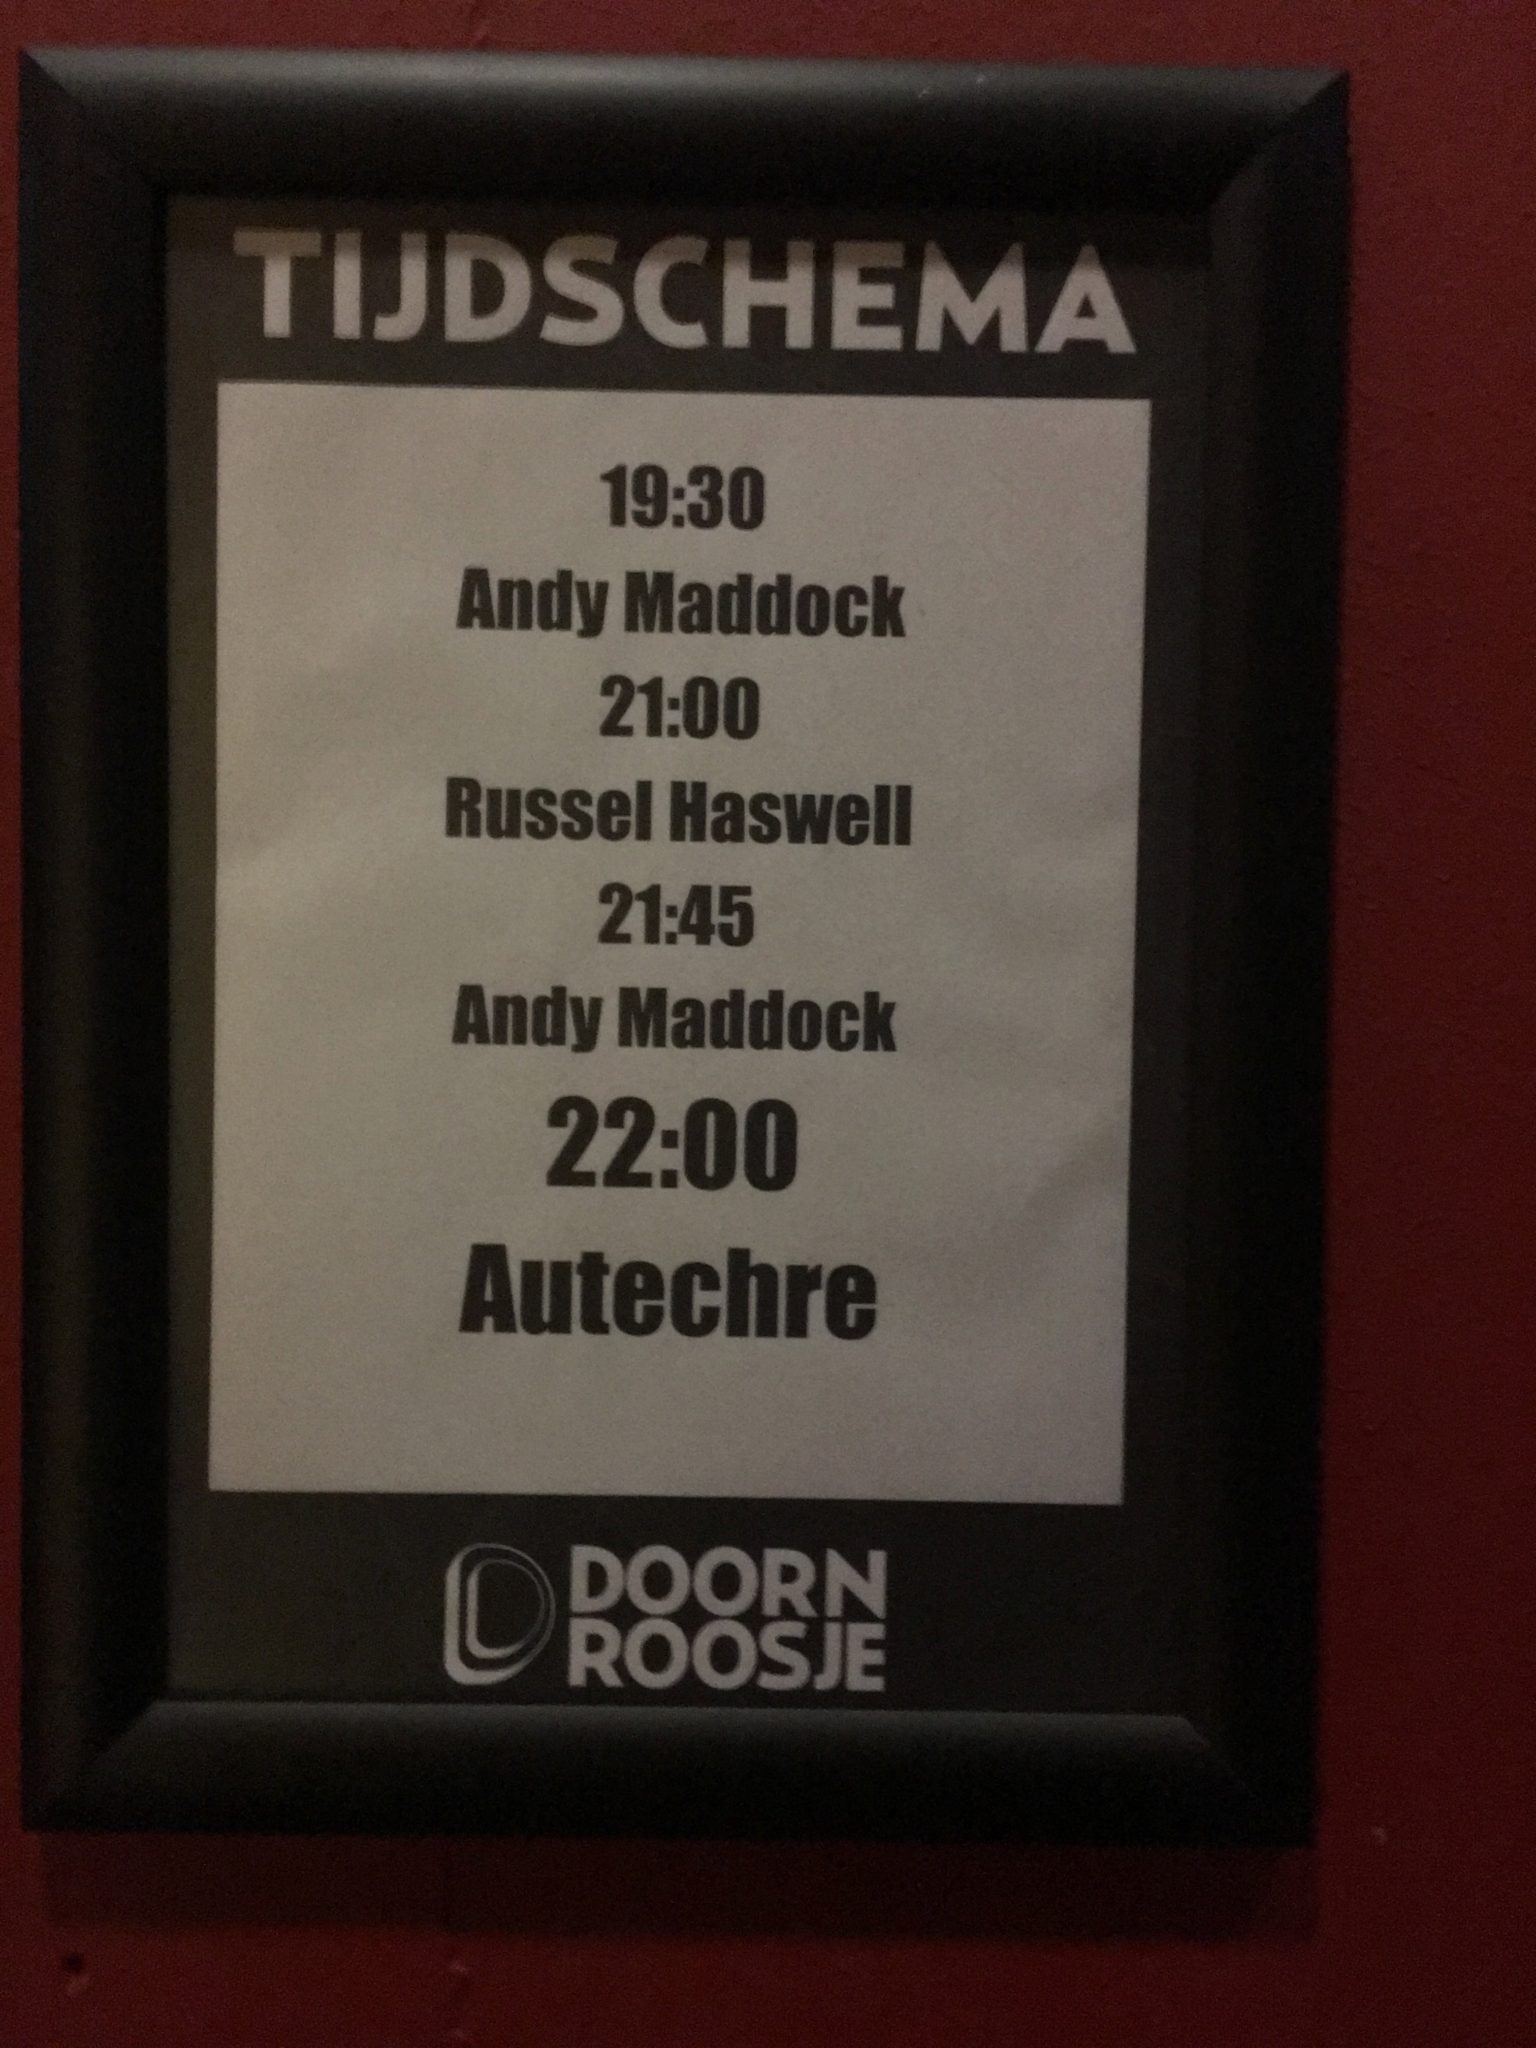 TIJDSCHEMA
19:30
Andy Maddock
21:00
Russel Haswell
21:45
Andy Maddock
22:00
Autechre
DOORN
ROOSJE